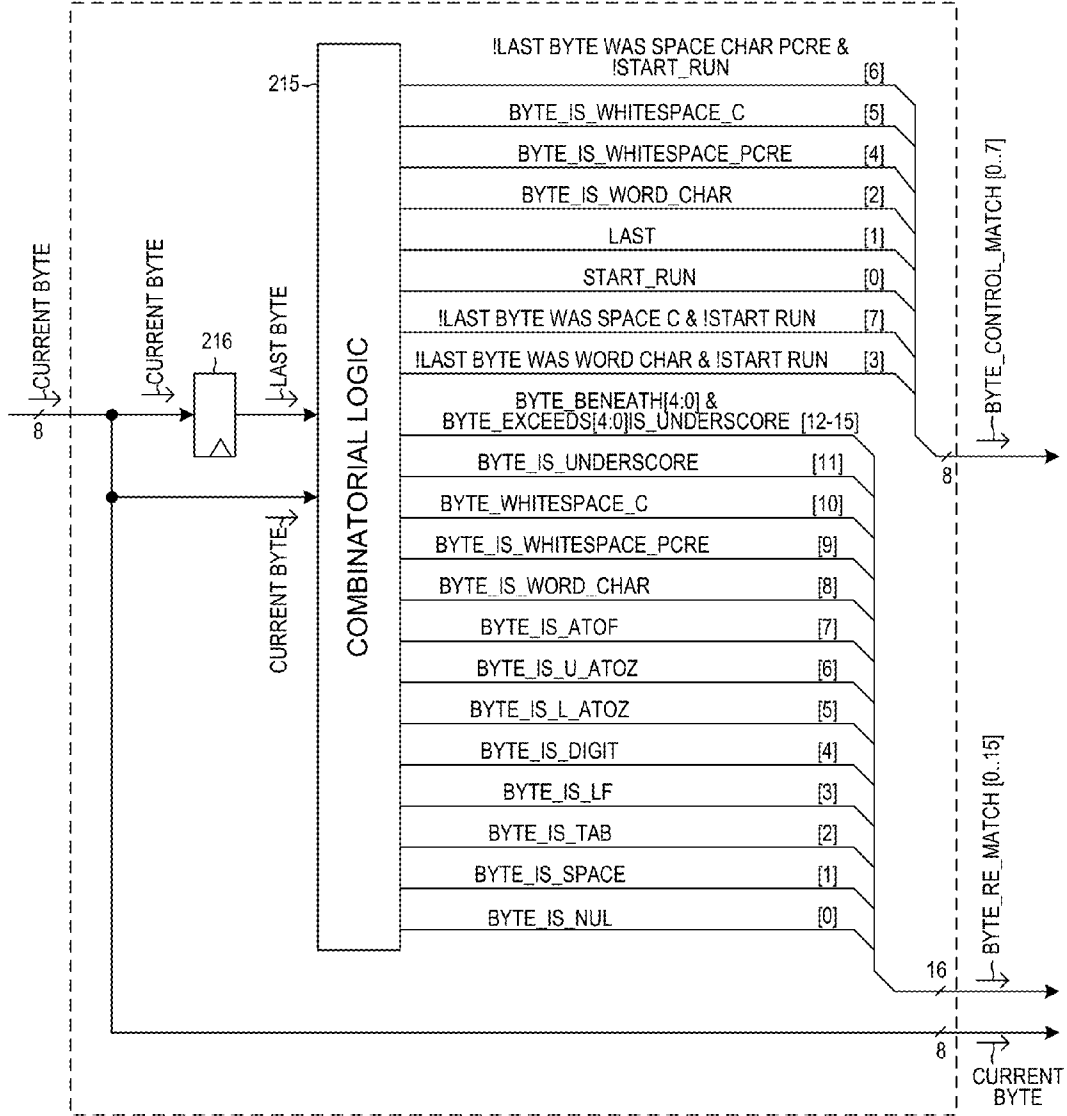 !LAST BYTE WAS SPACE CHAR PCRE &
!START_RUN [6]
215
BYTE_IS_WHITESPACE_C [5]
BYTE_IS_WHITESPACE_PCRE [4]
BYTE_IS_WORD_CHAR [2]
LAST [1]
START_RUN [0]
!LAST BYTE WAS SPACE C & !START RUN [7]
!LAST BYTE WAS WORD CHAR & !START RUN [3]
BYTE_BENEATH[4:0] &
BYTE_EXCEEDS[4:0]IS_UNDERSCORE [12-15]
BYTE_IS_UNDERSCORE [11]
BYTE_WHITESPACE_C [10]
BYTE_IS_WHITESPACE_PCRE [9]
BYTE_IS_WORD_CHAR [8]
BYTE_IS_ATOF [7]
BYTE_IS_U_ATOZ [6]
BYTE_IS_L_ATOZ [5]
BYTE_IS_DIGIT [4]
BYTE_IS_LF [3]
BYTE_IS_TAB [2]
BYTE_IS_SPACE [1]
BYTE_IS_NUL [0]
CURRENT BYTE
8
CURRENT BYTE
216
LAST BYTE
CURRENT BYTE
COMBINATORIAL LOGIC
BYTE_CONTROL_MATCH [0..7]
8
BYTE_RE_MATCH [0..15]
16
8
CURRENT
BYTE